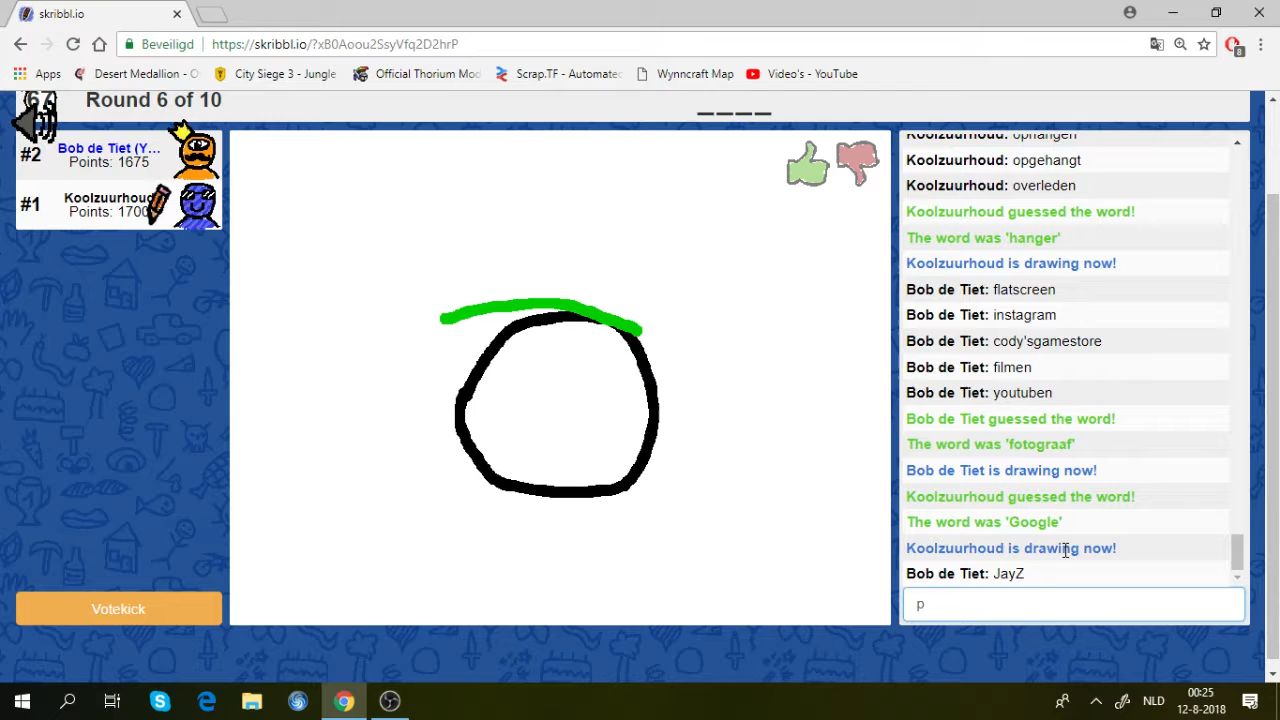 skribbl.io
Beveiligd
https://skribbl.io/?xB0Aoou2SsyVfq2D2hrP
8
Apps
Desert Medallion - O
City Siege 3 - Jungle
Official Thorium Mod
Scrap.TF - Automate
Wynncraft Map
Video's - YouTube
67
Round 6 of 10
_ _ _ _
#2
Bob de Tiet (Y...
Points: 1675
#1
Koolzuurhoud
Points: 1700
Votekick
Koolzuurhoud: ophangen
Koolzuurhoud: opgehangt
Koolzuurhoud: overleden
Koolzuurhoud guessed the word!
The word was 'hanger'
Koolzuurhoud is drawing now!
Bob de Tiet: flatscreen
Bob de Tiet: instagram
Bob de Tiet: cody'sgamestore
Bob de Tiet: filmen
Bob de Tiet: youtuben
Bob de Tiet guessed the word!
The word was 'fotograaf'
Bob de Tiet is drawing now!
Koolzuurhoud guessed the word!
The word was 'Google'
Koolzuurhoud is drawing now!
Bob de Tiet: JayZ
p
NLD
00:25
12-8-2018